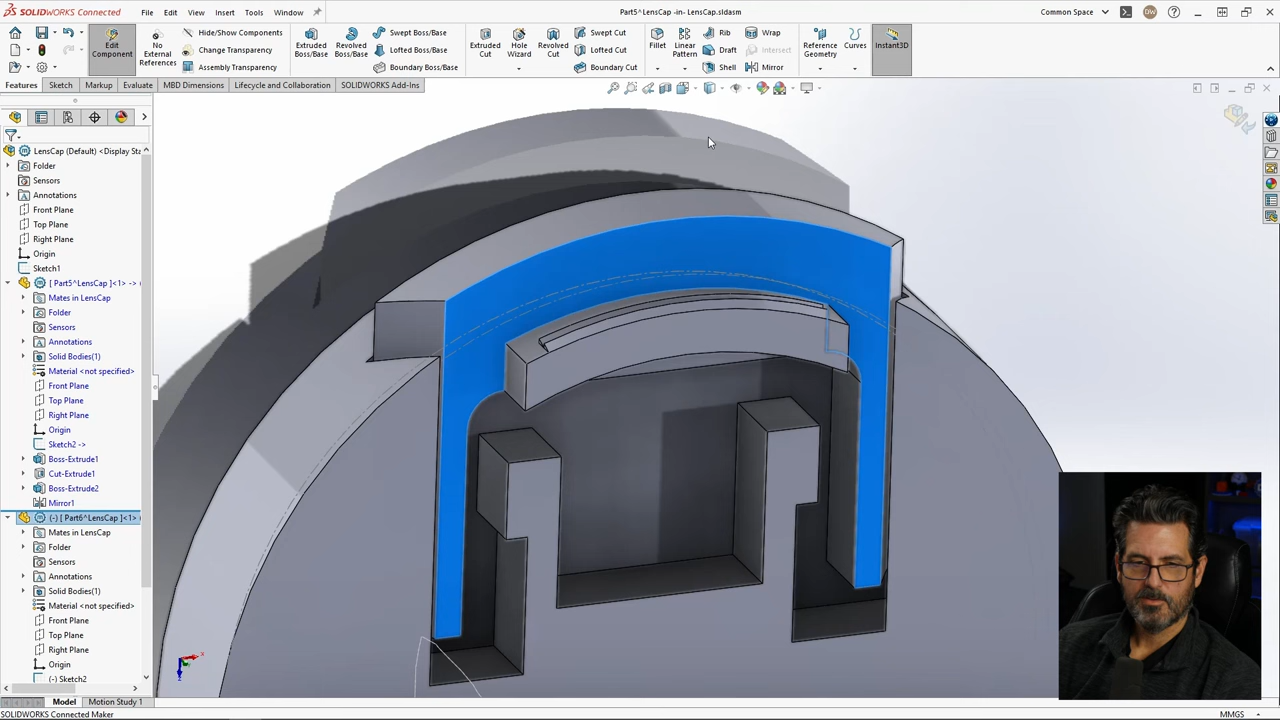 SOLIDWORKS Connected
File Edit View Insert Tools Window
Part5^LensCap -in- LensCap.sldasm
Common Space
DW
Edit Component
No External References
Hide/Show Components
Change Transparency
Assembly Transparency
Extruded Boss/Base
Revolved Boss/Base
Swept Boss/Base
Lofted Boss/Base
Boundary Boss/Base
Extruded Cut
Hole Wizard
Revolved Cut
Swept Cut
Lofted Cut
Boundary Cut
Fillet
Linear Pattern
Rib
Draft
Shell
Wrap
Intersect
Mirror
Reference Geometry
Curves
Instant3D
Features Sketch Markup Evaluate MBD Dimensions Lifecycle and Collaboration SOLIDWORKS Add-Ins
LensCap (Default) <Display Sta
Folder
Sensors
Annotations
Front Plane
Top Plane
Right Plane
Origin
Sketch1
[ Part5^LensCap ]<1> -> (
Mates in LensCap
Folder
Sensors
Annotations
Solid Bodies(1)
Material <not specified>
Front Plane
Top Plane
Right Plane
Origin
Sketch2 ->
Boss-Extrude1
Cut-Extrude1
Boss-Extrude2
Mirror1
(-) [ Part6^LensCap ]<1> (
Mates in LensCap
Folder
Sensors
Annotations
Solid Bodies(1)
Material <not specified>
Front Plane
Top Plane
Right Plane
Origin
(-) Sketch2
Model Motion Study 1
SOLIDWORKS Connected Maker
MMGS